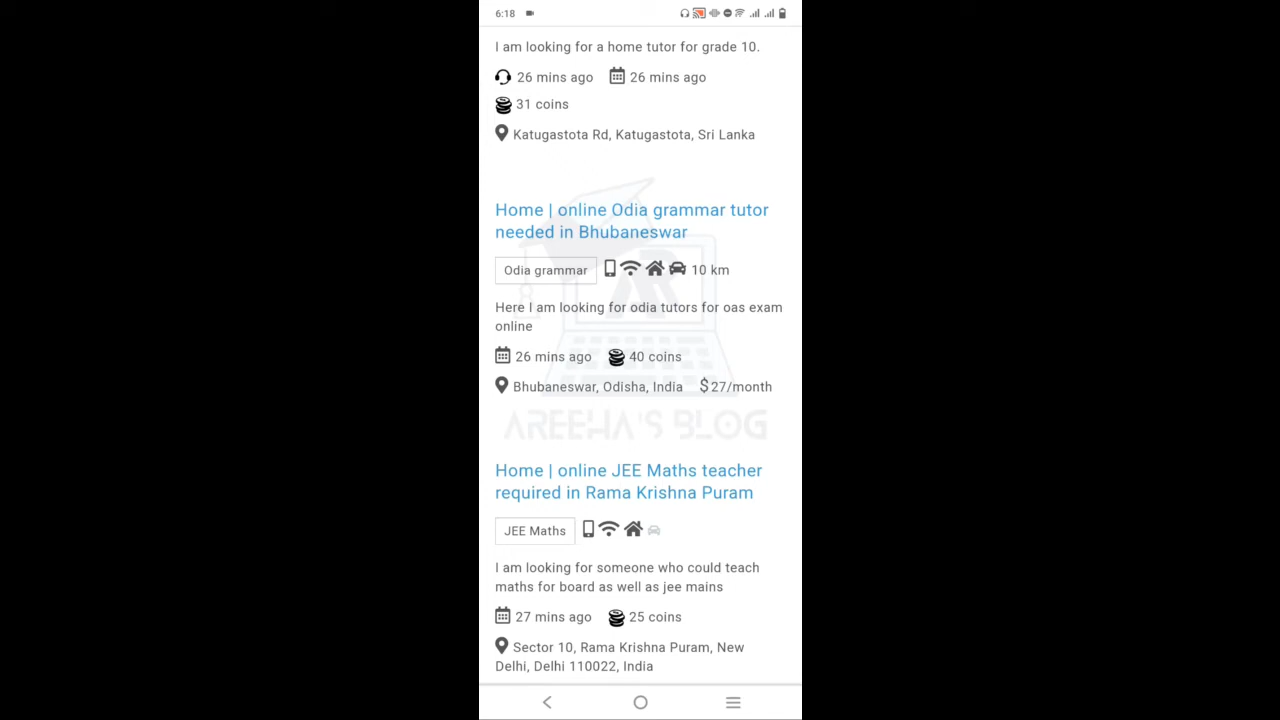 6:18
I am looking for a home tutor for grade 10.
26 mins ago 26 mins ago
31 coins
Katugastota Rd, Katugastota, Sri Lanka
Home | online Odia grammar tutor
needed in Bhubaneswar
Odia grammar 10 km
Here I am looking for odia tutors for oas exam
online
26 mins ago 40 coins
Bhubaneswar, Odisha, India $27/month
AREEHA'S BLOG
Home | online JEE Maths teacher
required in Rama Krishna Puram
JEE Maths
I am looking for someone who could teach
maths for board as well as jee mains
27 mins ago 25 coins
Sector 10, Rama Krishna Puram, New
Delhi, Delhi 110022, India